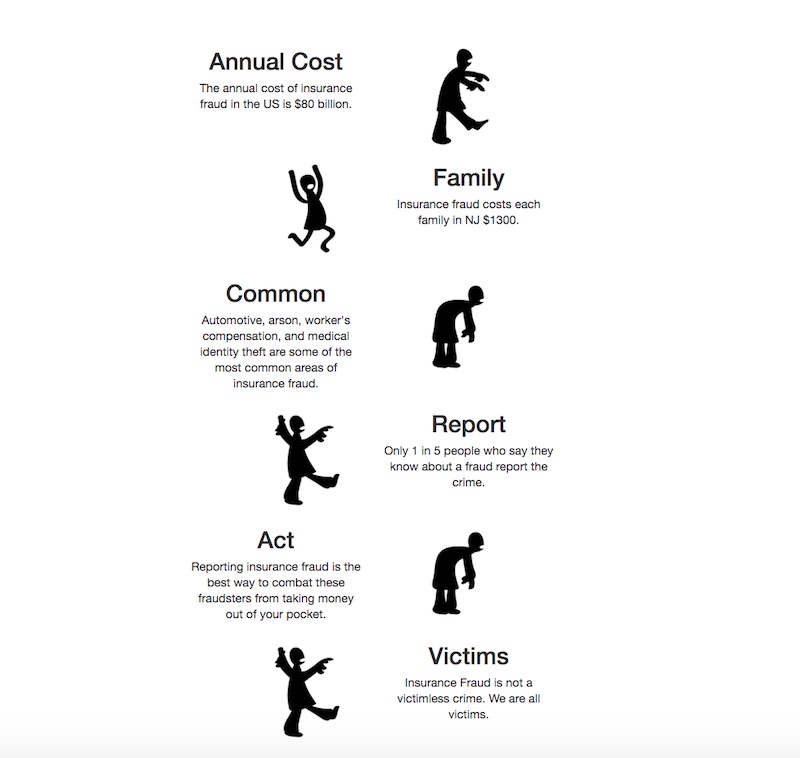 Annual Cost
The annual cost of insurance
fraud in the US is $80 billion.
Family
Insurance fraud costs each
family in NJ $1300.
Common
Automotive, arson, worker's
compensation, and medical
identity theft are some of the
most common areas of
insurance fraud.
Report
Only 1 in 5 people who say they
know about a fraud report the
crime.
Act
Reporting insurance fraud is the
best way to combat these
fraudsters from taking money
out of your pocket.
Victims
Insurance Fraud is not a
victimless crime. We are all
victims.